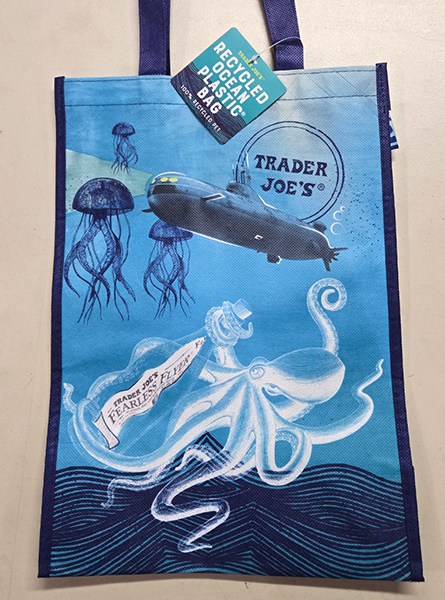 TRADER JOE'S
RECYCLED
OCEAN
PLASTIC*
BAG
100% RECYCLED PET
TRADER
JOE'S®
TRADER JOE'S
FEARLESS FLYER